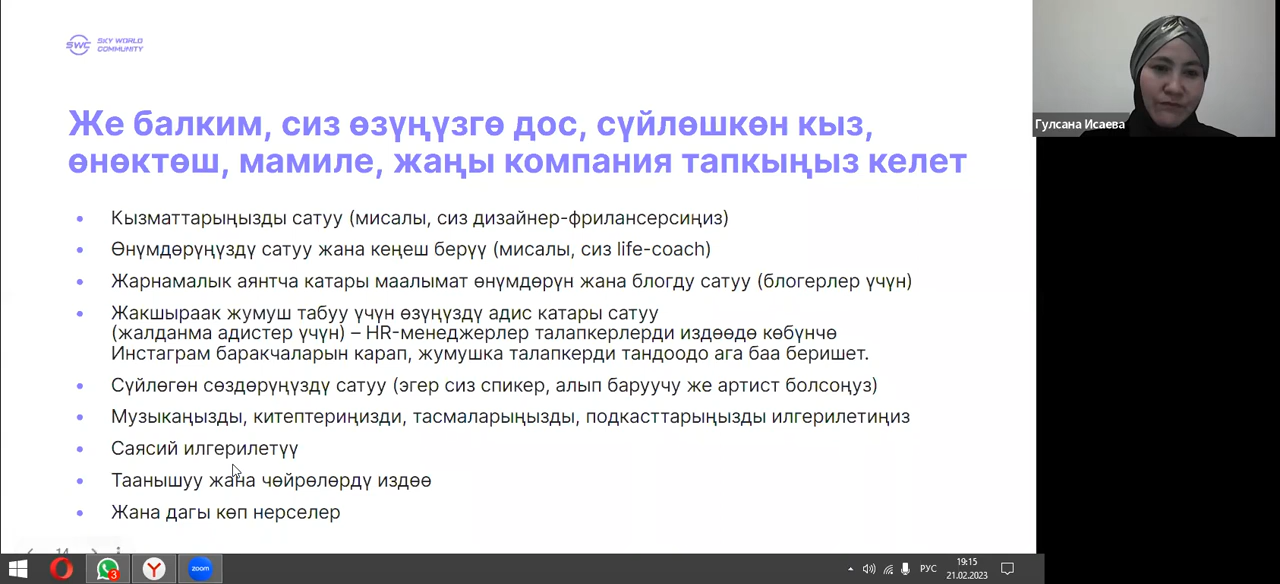 SWC SKY WORLD
COMMUNITY
Гулсана Исаева
Же балким, сиз өзүңүзгө дос, сүйлөшкөн кыз,
өнөктөш, мамиле, жаңы компания тапкыңыз келет
• Кызматтарыңызды сатуу (мисалы, сиз дизайнер-фрилансерсиңиз)
• Өнүмдөрүңүздү сатуу жана кеңеш берүү (мисалы, сиз life-coach)
• Жарнамалык аянтча катары маалымат өнүмдөрүн жана блогду сатуу (блогерлер үчүн)
• Жакшыраак жумуш табуу үчүн өзүңүздү адис катары сатуу
(жалданма адистер үчүн) – HR-менеджерлер талапкерлерди издөөдө көбүнчө
Инстаграм баракчаларын карап, жумушка талапкерди тандоодо ага баа беришет.
• Сүйлөгөн сөздөрүңүздү сатуу (эгер сиз спикер, алып баруучу же артист болсоңуз)
• Музыкаңызды, китептериңизди, тасмаларыңызды, подкасттарыңызды илгерилетиңиз
• Саясий илгерилетүү
• Таанышуу жана чөйрөлөрдү издөө
• Жана дагы көп нерселер
14
3
zoom
РУС
19:15
21.02.2023